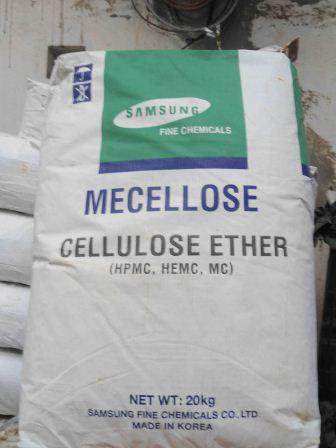 SAMSUNG
FINE CHEMICALS
MECELLOSE
CELLULOSE ETHER
(HPMC, HEMC, MC)
NET WT: 20kg
SAMSUNG FINE CHEMICALS CO., LTD.
MADE IN KOREA